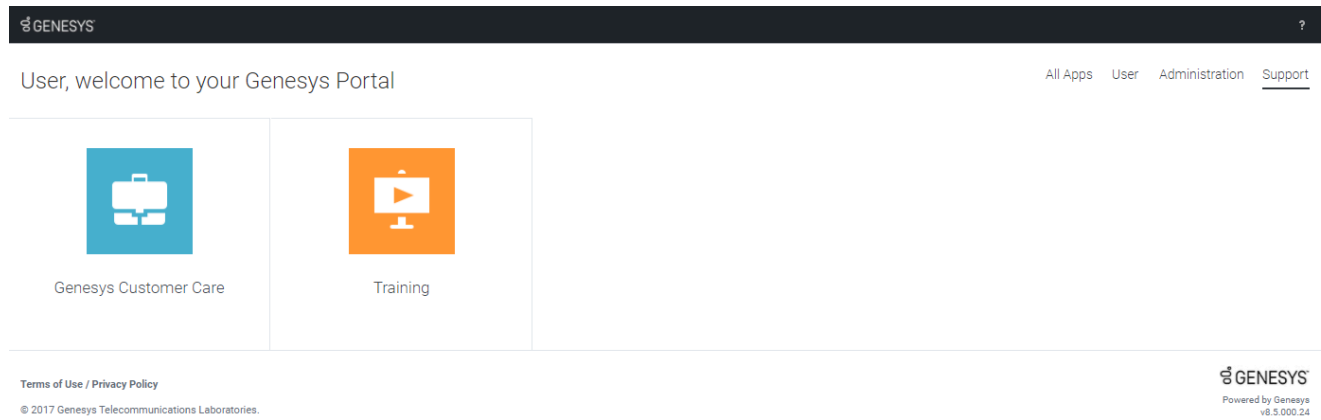 GENESYS
?
User, welcome to your Genesys Portal
All Apps User Administration Support
Genesys Customer Care
Training
Terms of Use / Privacy Policy
© 2017 Genesys Telecommunications Laboratories.
GENESYS
Powered by Genesys
v8.5.000.24